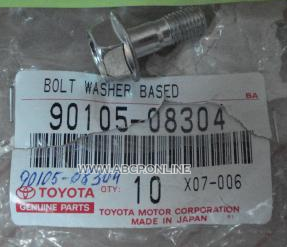 BOLT WASHER BASED
BA
90105-08304
WWW.ABCPONLINE
90105-08304
TOYOTA
GENUINE PARTS
QTY:
10
X07-006
TOYOTA MOTOR CORPORATION
MADE IN JAPAN